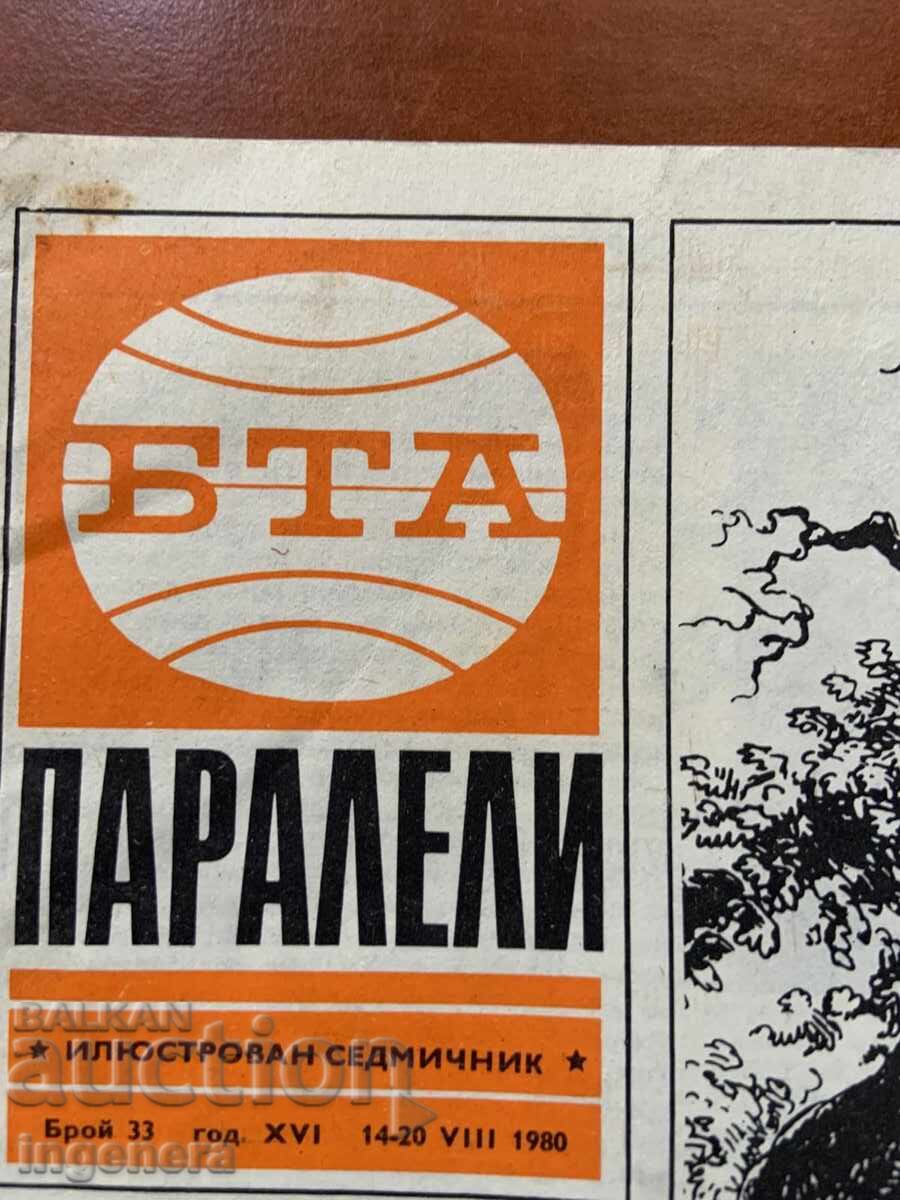 БТА
ПАРАЛЕЛИ
BALKAN
auction
★ ИЛЮСТРОВАН СЕДМИЧНИК ★
Брой 33 год. XVI 14-20 VIII 1980
ingenera